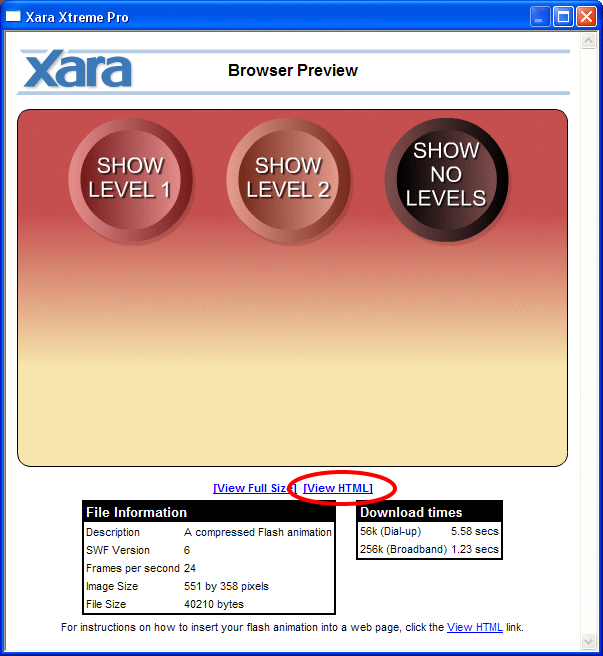 Xara Xtreme Pro
xara
Browser Preview
SHOW
LEVEL 1
SHOW
LEVEL 2
SHOW
NO
LEVELS
[View Full Size] [View HTML]
File Information
Description A compressed Flash animation
SWF Version 6
Frames per second 24
Image Size 551 by 358 pixels
File Size 40210 bytes
Download times
56k (Dial-up) 5.58 secs
256k (Broadband) 1.23 secs
For instructions on how to insert your flash animation into a web page, click the View HTML link.